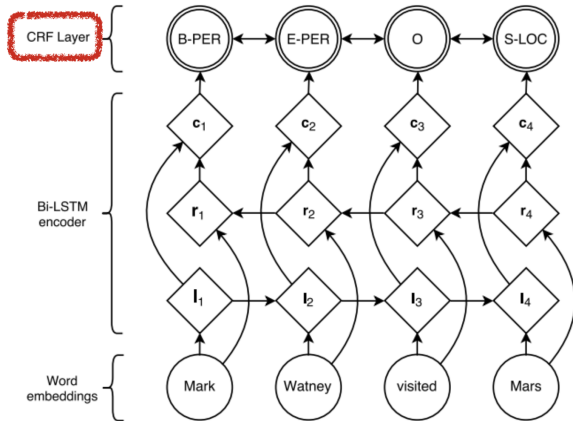 CRF Layer
B-PER E-PER O S-LOC
c1 c2 c3 c4
Bi-LSTM
encoder
r1 r2 r3 r4
l1 l2 l3 l4
Word
embeddings
Mark Watney visited Mars